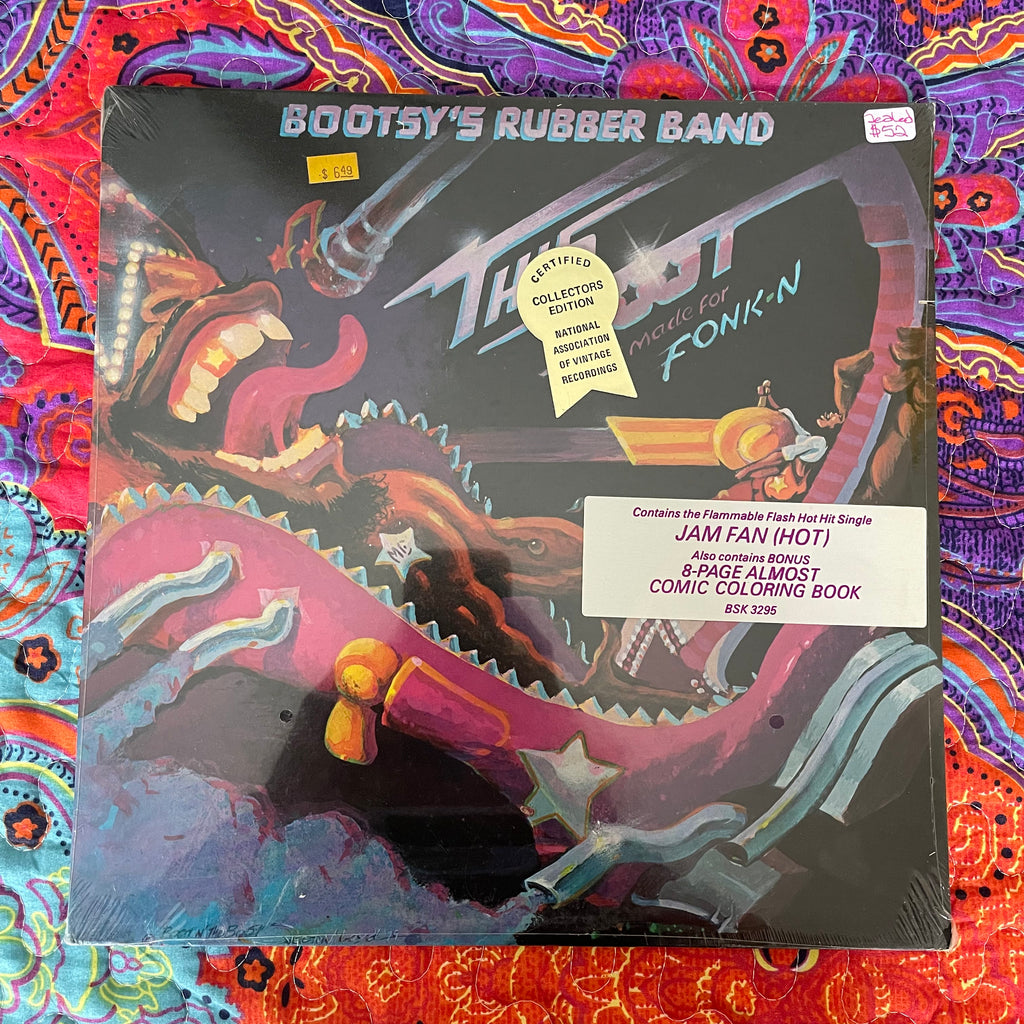 BOOTSY'S RUBBER BAND
Sealed
$52
$ 6.49
THIS
BOOT
made for
FONK-N
CERTIFIED
COLLECTORS
EDITION
NATIONAL
ASSOCIATION
OF VINTAGE
RECORDINGS
Contains the Flammable Flash Hot Hit Single
JAM FAN (HOT)
Also contains BONUS
8-PAGE ALMOST
COMIC COLORING BOOK
BSK 3295